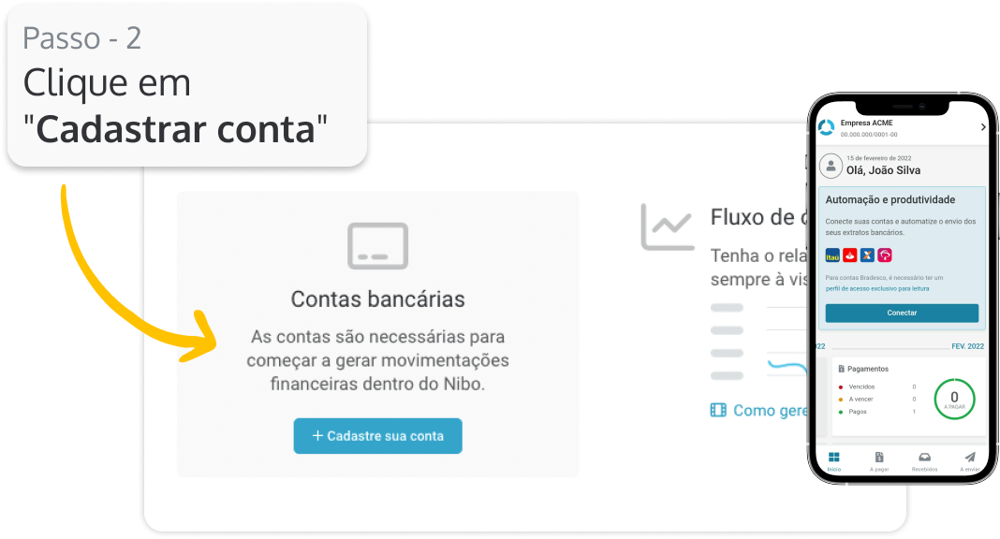 Passo - 2
Clique em
"Cadastrar conta"
Contas bancárias
As contas são necessárias para
começar a gerar movimentações
financeiras dentro do Nibo.
+ Cadastre sua conta
Fluxo de
Tenha o rela
sempre à vis
Como gere
Empresa ACME
00.000.000/0001-00
15 de fevereiro de 2022
Olá, João Silva
Automação e produtividade
Conecte suas contas e automatize o envio dos
seus extratos bancários.
Itaú
Para contas Bradesco, é necessário ter um
perfil de acesso exclusivo para leitura
Conectar
022
FEV. 2022
Pagamentos
Vencidos 0
A vencer 0
Pagos 1
0
A PAGAR
Início
A pagar
Recebidos
A enviar